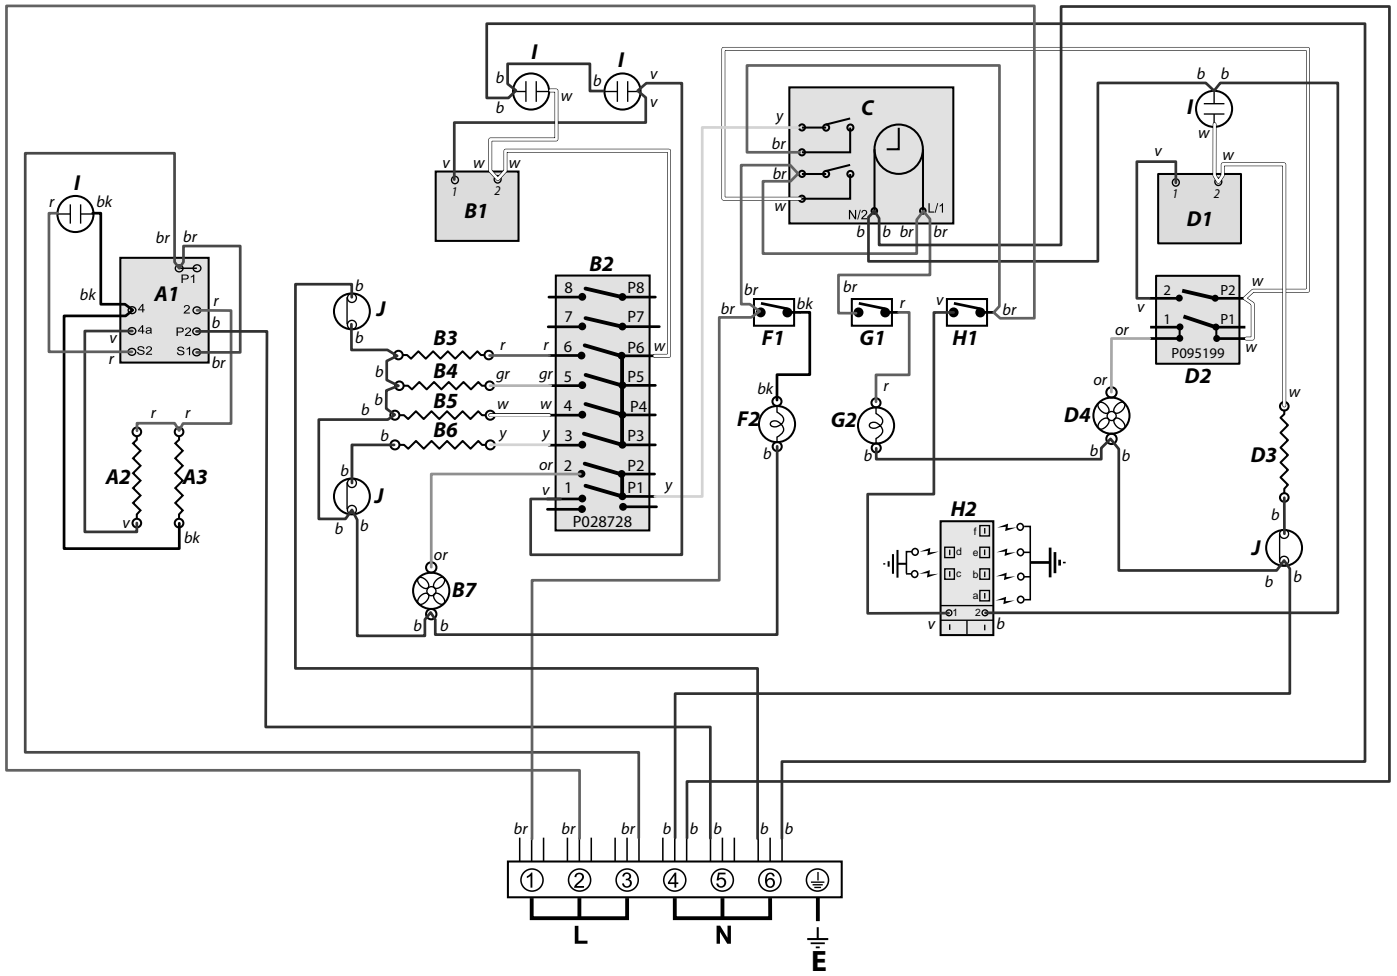 I
I
b
b
w
b
v
v
b
b
I
w
C
y
br
br
w
N/2
L/1
b
b
br
br
v
w
w
1
2
B1
v
w
1
2
D1
I
r
bk
br
br
P1
A1
bk
4
2
r
4a
P2
b
v
S2
S1
r
br
r
r
A2
A3
v
bk
B2
8
P8
7
P7
6
P6
w
5
P5
4
P4
3
P3
2
P2
1
P1
y
P028728
b
J
b
B3
r
r
b
B4
gr
gr
b
B5
b
w
w
B6
b
y
y
b
J
b
b
or
v
or
B7
b
b
br
br
bk
F1
bk
F2
b
br
r
G1
r
G2
b
v
br
H1
2
P2
w
v
1
P1
or
w
P095199
D2
or
D4
b
b
w
D3
b
J
b
b
H2
f
d
e
c
b
a
1
2
v
b
br
br
br
b
b
b
b
b
1
2
3
4
5
6
L
N
E